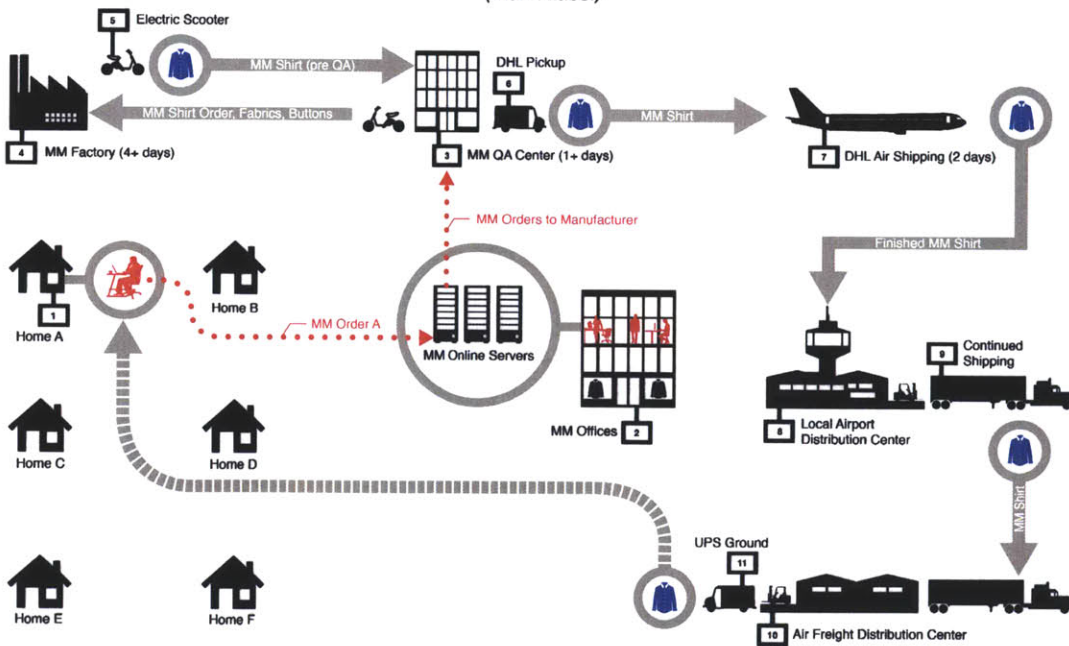 5
Electric Scooter
MM Shirt (pre QA)
DHL Pickup
6
MM Shirt
MM Shirt Order, Fabrics, Buttons
4
MM Factory (4+ days)
3
MM QA Center (1+ days)
7
DHL Air Shipping (2 days)
MM Orders to Manufacturer
Finished MM Shirt
1
Home A
Home B
MM Order A
MM Online Servers
9
Continued
Shipping
MM Offices
2
8
Local Airport
Distribution Center
Home C
Home D
MM Shirt
UPS Ground
11
Home E
Home F
10
Air Freight Distribution Center